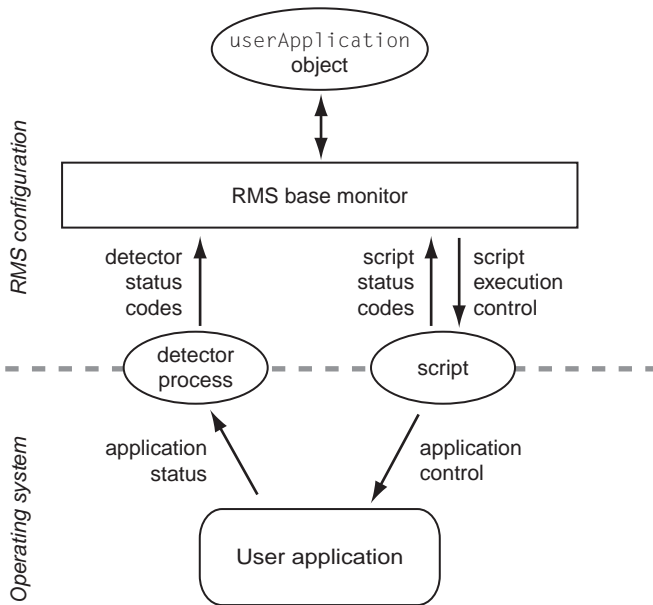 userApplication
object
RMS configuration
RMS base monitor
detector
status
codes
script
status
codes
script
execution
control
detector
process
script
Operating system
application
status
application
control
User application